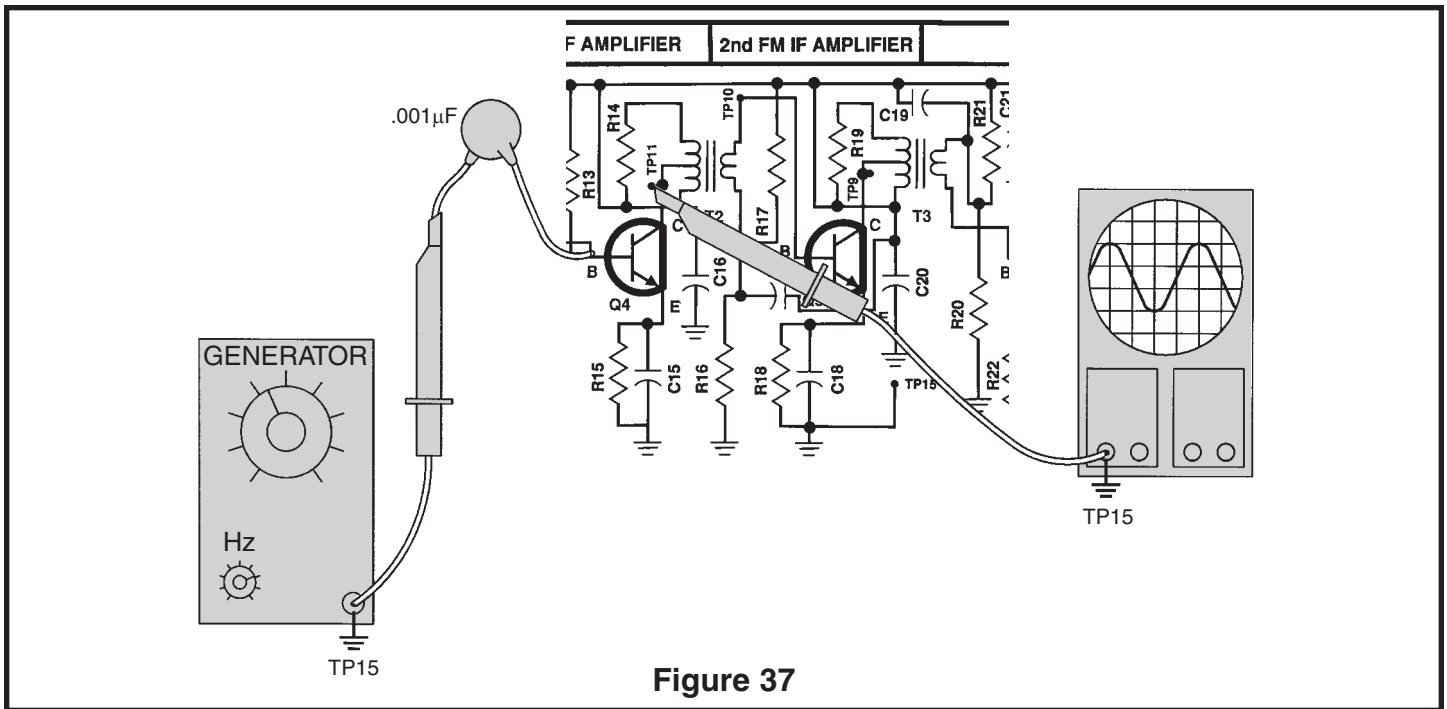 F AMPLIFIER
2nd FM IF AMPLIFIER
.001µF
R14
TP10
C19
R21
C21
R13
TP11
R19
TP9
T2
R17
T3
C
C
B
B
B
C16
C20
Q4
E
R20
R15
C15
R16
R18
C18
TP15
R22
GENERATOR
Hz
TP15
TP15
Figure 37